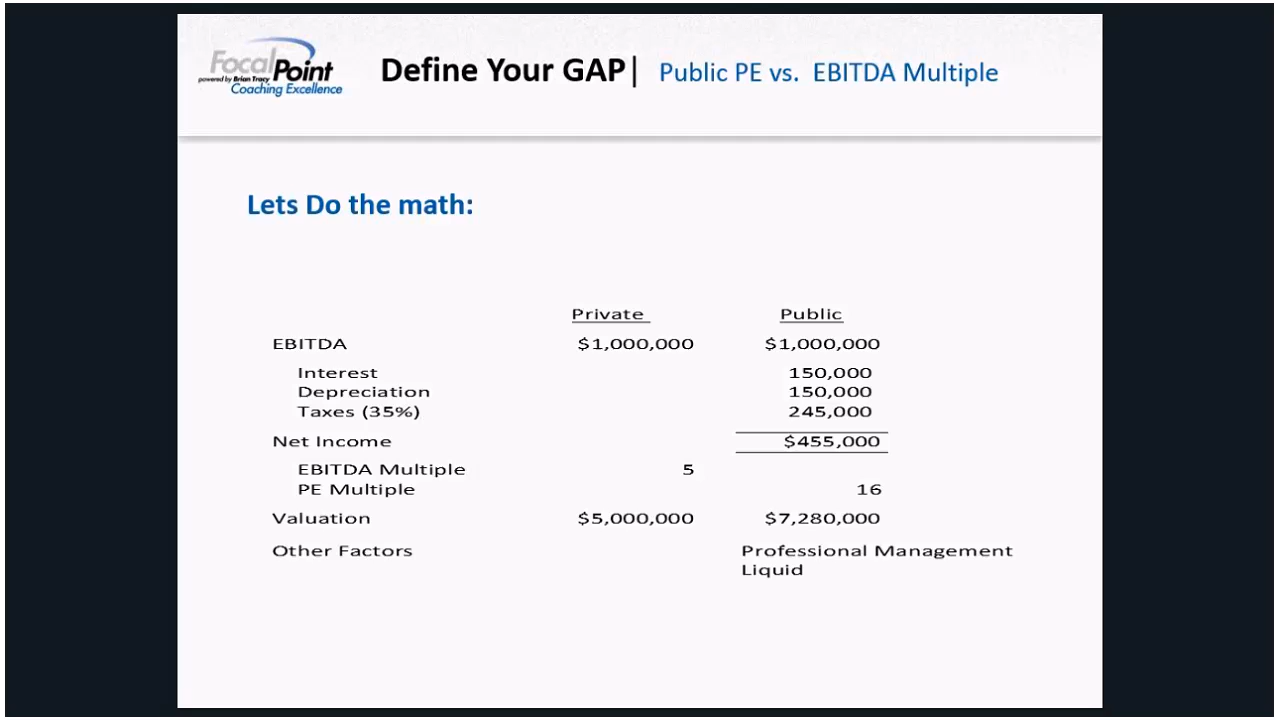 FocalPoint
powered by Brian Tracy
Coaching Excellence
Define Your GAP| Public PE vs. EBITDA Multiple
Lets Do the math:
Private Public
EBITDA $1,000,000 $1,000,000
Interest 150,000
Depreciation 150,000
Taxes (35%) 245,000
Net Income $455,000
EBITDA Multiple 5
PE Multiple 16
Valuation $5,000,000 $7,280,000
Other Factors Professional Management
Liquid